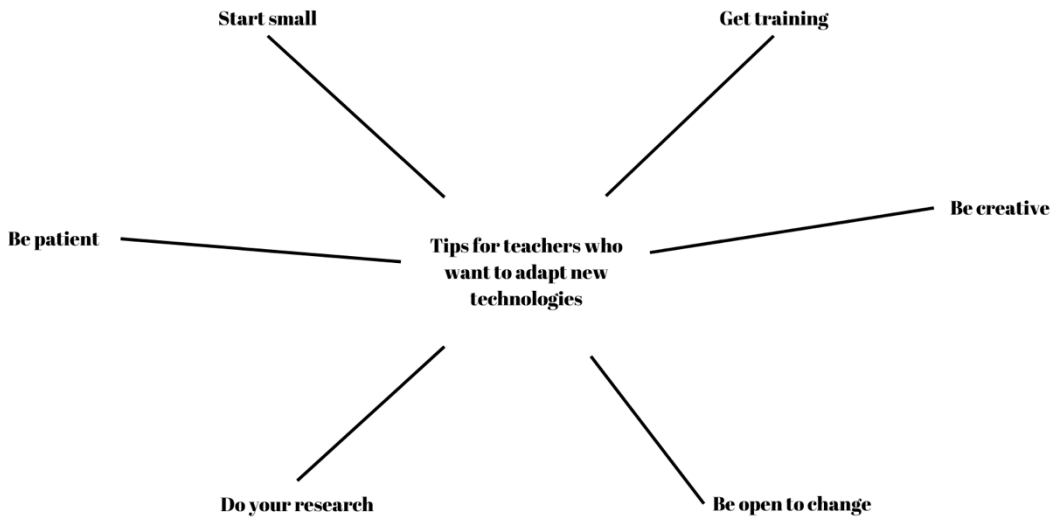 Start small
Get training
Be creative
Be patient
Tips for teachers who
want to adapt new
technologies
Do your research
Be open to change